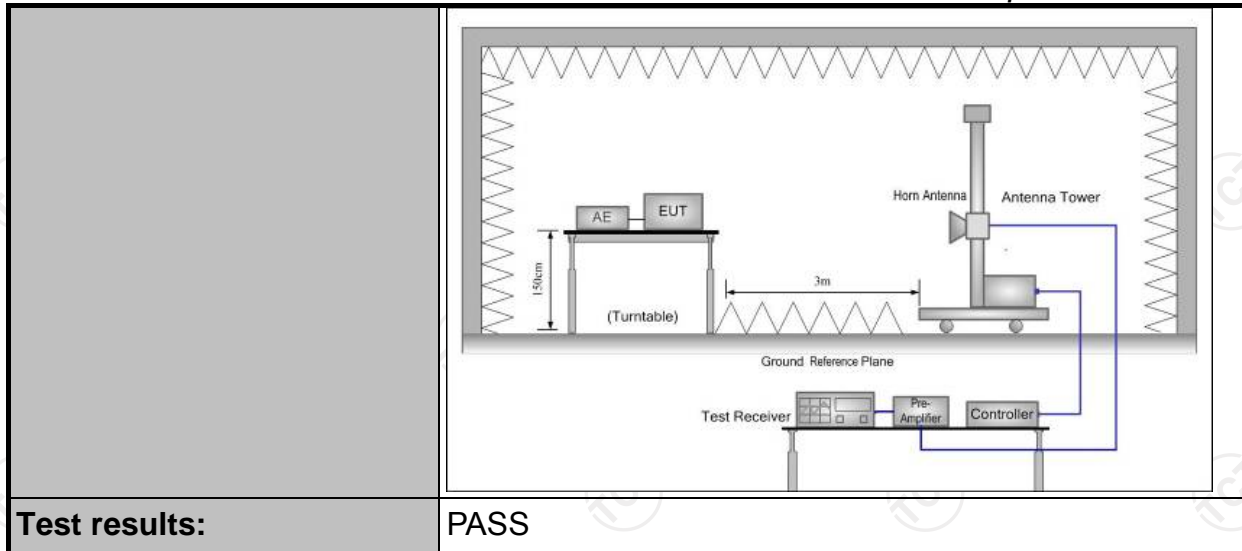 Horn Antenna
Antenna Tower
AE
EUT
150cm
3m
(Turntable)
Ground Reference Plane
Test Receiver
Pre-
Amplifier
Controller
Test results:
PASS